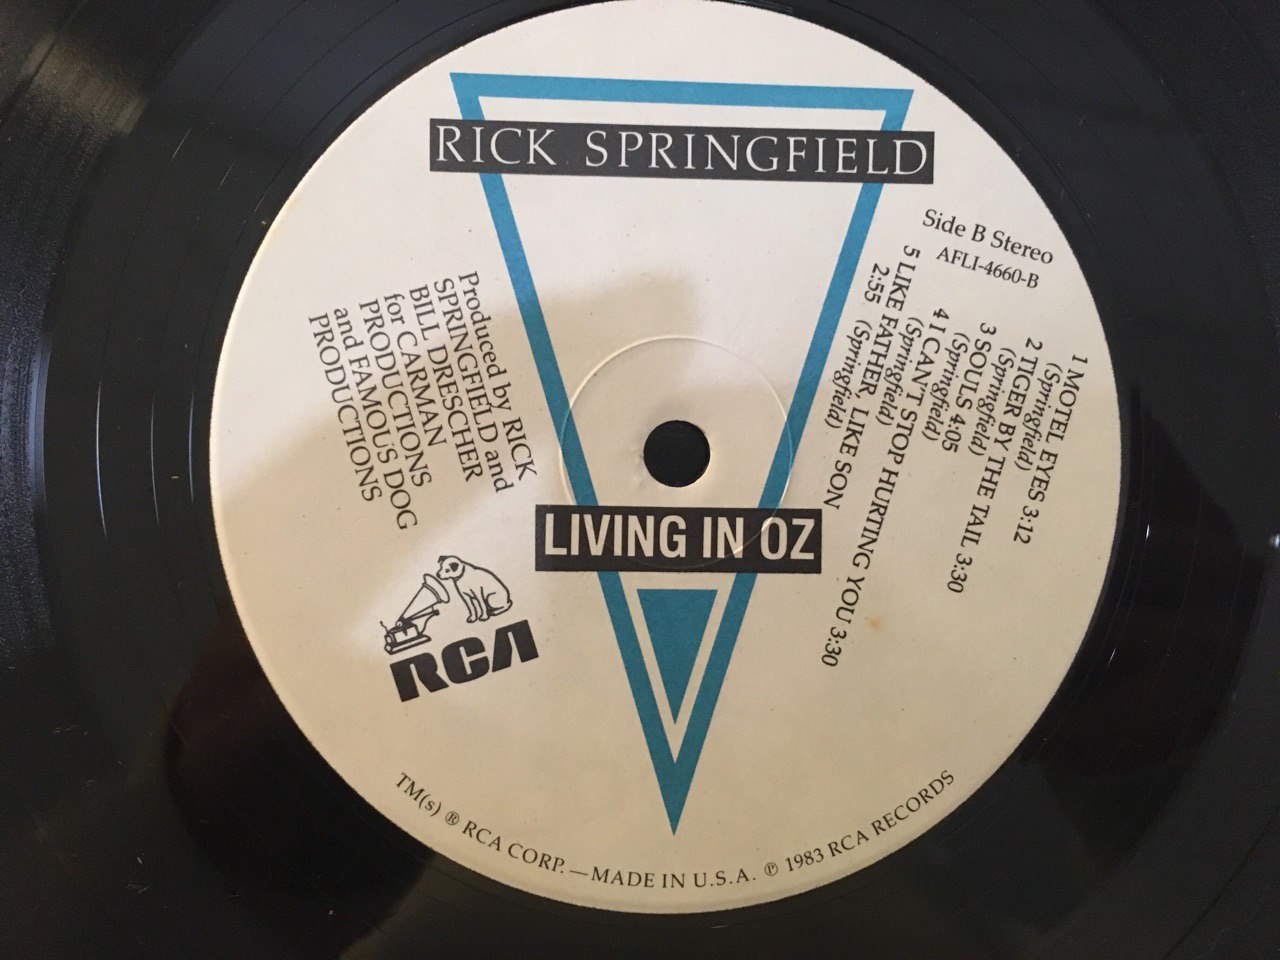 RICK SPRINGFIELD
Side B Stereo
AFLI-4660-B
1 MOTEL EYES 3:12
(Springfield)
2 TIGER BY THE TAIL 3:30
(Springfield)
3 SOULS 4:05
(Springfield)
4 I CAN'T STOP HURTING YOU 3:30
(Springfield)
5 LIKE FATHER, LIKE SON
2:55 (Springfield)
Produced by RICK
SPRINGFIELD and
BILL DRESCHER
for CARMAN
PRODUCTIONS
and FAMOUS DOG
PRODUCTIONS
LIVING IN OZ
RCA
TM(s) ® RCA CORP.—MADE IN U.S.A. ℗ 1983 RCA RECORDS